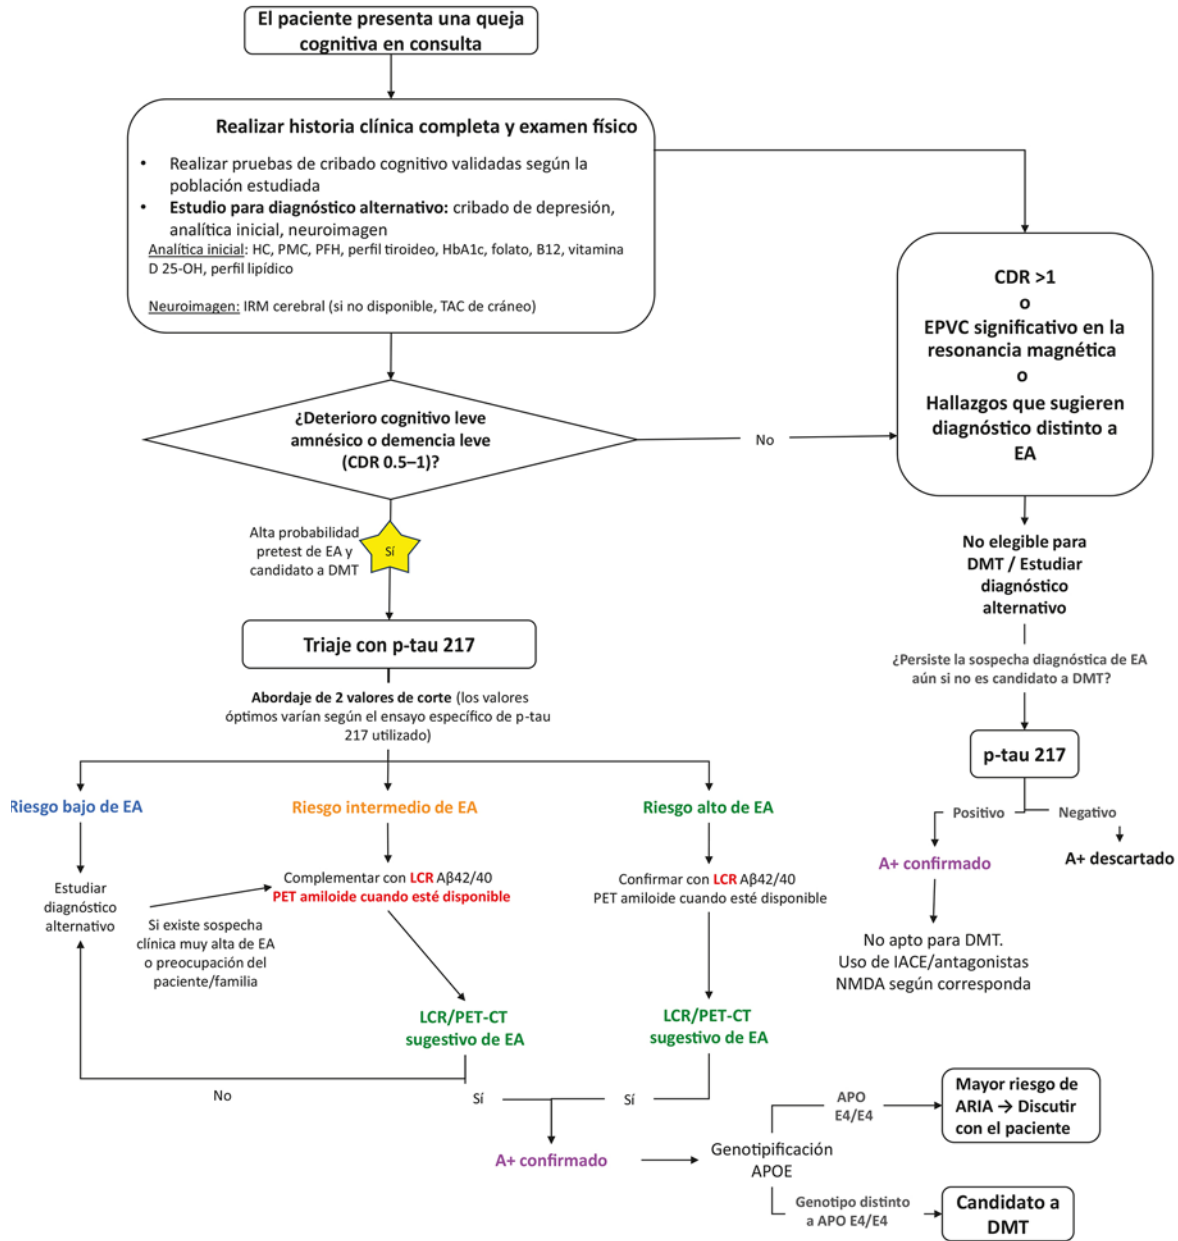 El paciente presenta una queja
cognitiva en consulta
Realizar historia clínica completa y examen físico
• Realizar pruebas de cribado cognitivo validadas según la
población estudiada
• Estudio para diagnóstico alternativo: cribado de depresión,
analítica inicial, neuroimagen
Analítica inicial: HC, PMC, PFH, perfil tiroideo, HbA1c, folato, B12, vitamina
D 25-OH, perfil lipídico
Neuroimagen: IRM cerebral (si no disponible, TAC de cráneo)
CDR >1
o
EPVC significativo en la
resonancia magnética
o
Hallazgos que sugieren
diagnóstico distinto a
EA
¿Deterioro cognitivo leve
amnésico o demencia leve
(CDR 0.5–1)?
No
Alta probabilidad
pretest de EA y
candidato a DMT
Sí
No elegible para
DMT / Estudiar
diagnóstico
alternativo
Triaje con p-tau 217
¿Persiste la sospecha diagnóstica de EA
aún si no es candidato a DMT?
Abordaje de 2 valores de corte (los valores
óptimos varían según el ensayo específico de p-tau
217 utilizado)
p-tau 217
Riesgo bajo de EA
Riesgo intermedio de EA
Riesgo alto de EA
Positivo
Negativo
A+ confirmado
A+ descartado
Estudiar
diagnóstico
alternativo
Si existe sospecha
clínica muy alta de EA
o preocupación del
paciente/familia
Complementar con LCR Aβ42/40
PET amiloide cuando esté disponible
Confirmar con LCR Aβ42/40
PET amiloide cuando esté disponible
No apto para DMT.
Uso de IACE/antagonistas
NMDA según corresponda
LCR/PET-CT
sugestivo de EA
LCR/PET-CT
sugestivo de EA
No
Sí
Sí
A+ confirmado
Genotipificación
APOE
APO
E4/E4
Mayor riesgo de
ARIA → Discutir
con el paciente
Genotipo distinto
a APO E4/E4
Candidato a
DMT